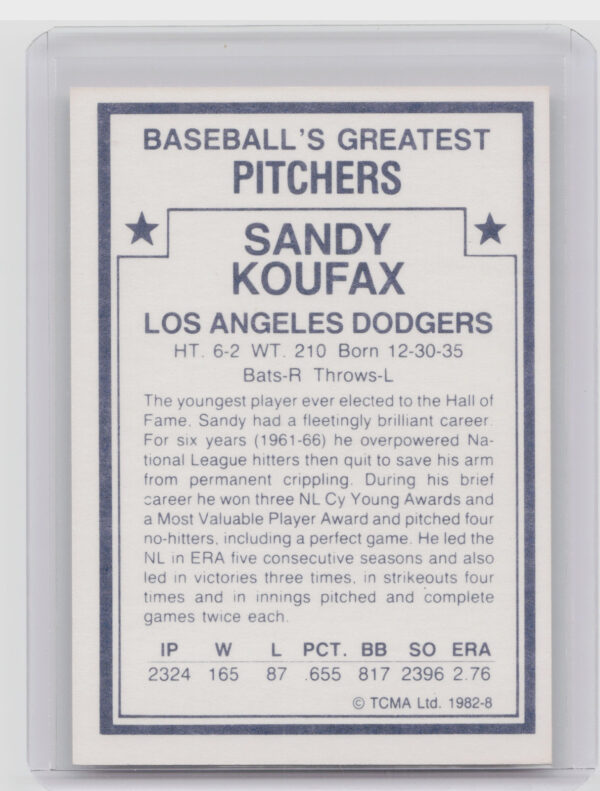 BASEBALL'S GREATEST
PITCHERS
SANDY
KOUFAX
LOS ANGELES DODGERS
HT. 6-2 WT. 210 Born 12-30-35
Bats-R Throws-L
The youngest player ever elected to the Hall of
Fame, Sandy had a fleetingly brilliant career.
For six years (1961-66) he overpowered Na-
tional League hitters then quit to save his arm
from permanent crippling. During his brief
career he won three NL Cy Young Awards and
a Most Valuable Player Award and pitched four
no-hitters, including a perfect game. He led the
NL in ERA five consecutive seasons and also
led in victories three times, in strikeouts four
times and in innings pitched and complete
games twice each.
IP W L PCT. BB SO ERA
2324 165 87 .655 817 2396 2.76
© TCMA Ltd. 1982-8